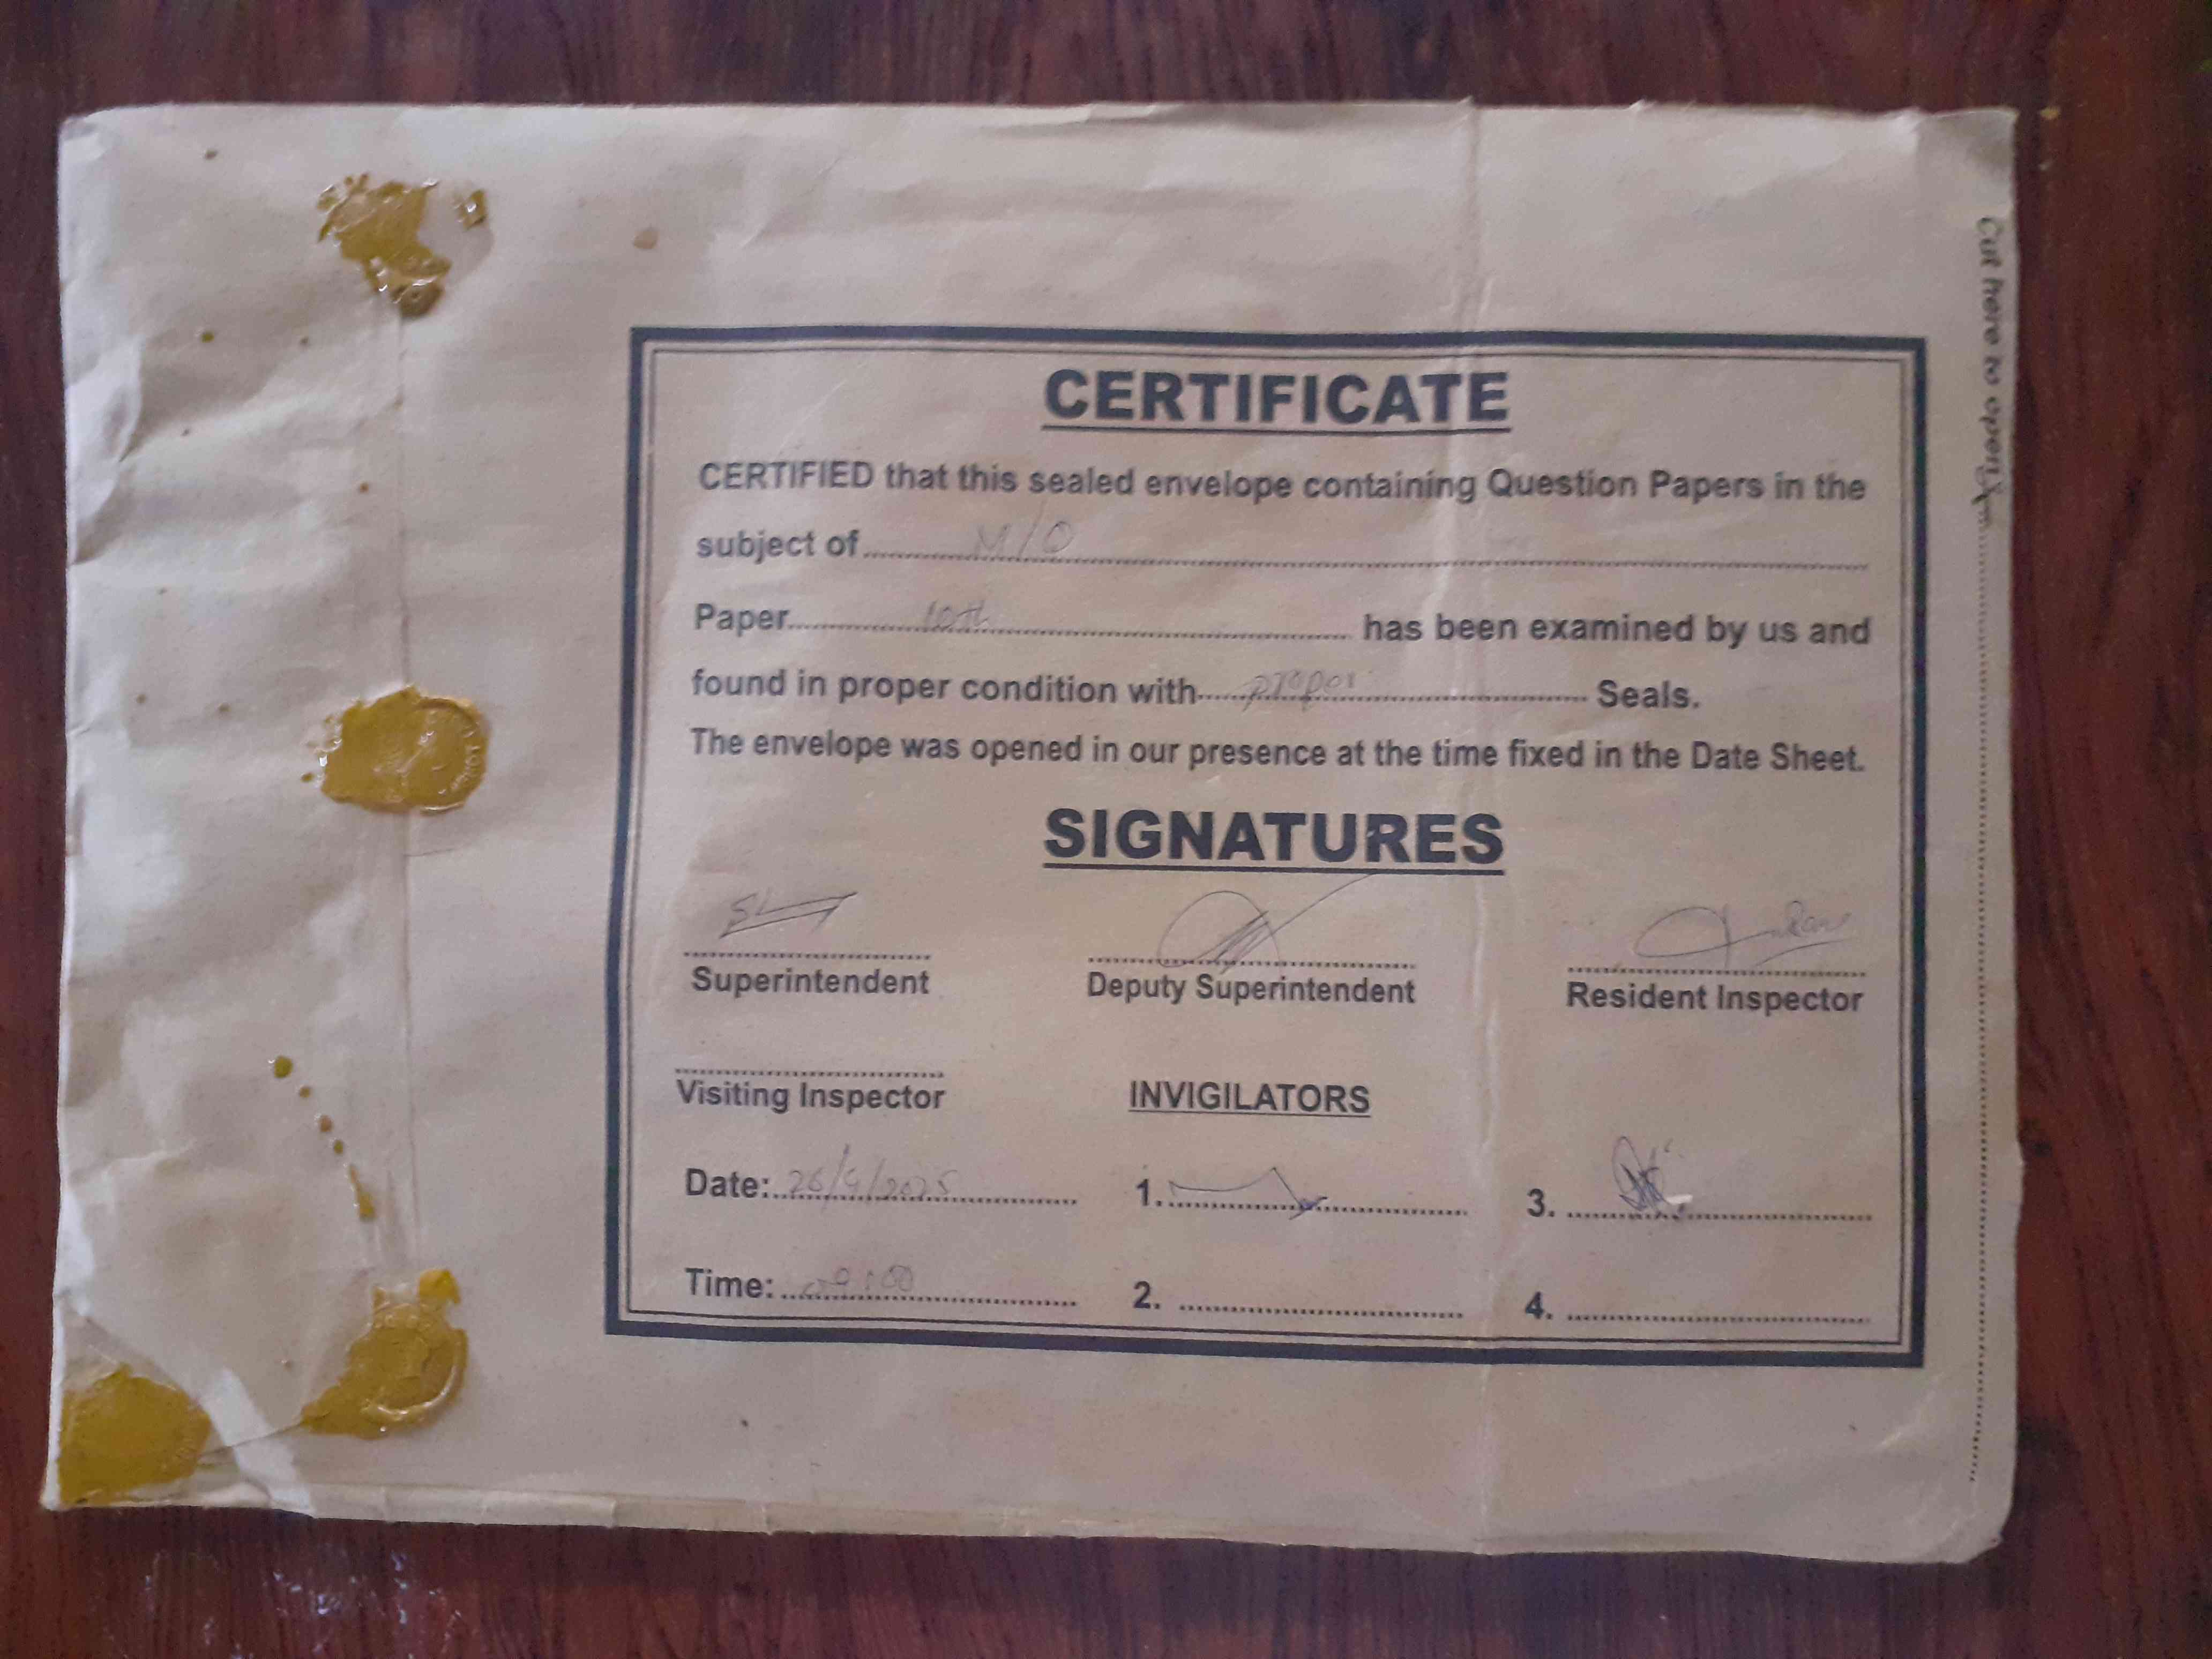 Cut here to open
CERTIFICATE
CERTIFIED that this sealed envelope containing Question Papers in the
subject of M/O
Paper 10th has been examined by us and
found in proper condition with proper Seals.
The envelope was opened in our presence at the time fixed in the Date Sheet.
SIGNATURES
Superintendent Deputy Superintendent Resident Inspector
Visiting Inspector INVIGILATORS
Date: 26/9/2025 1. 3.
Time: 2. 4.